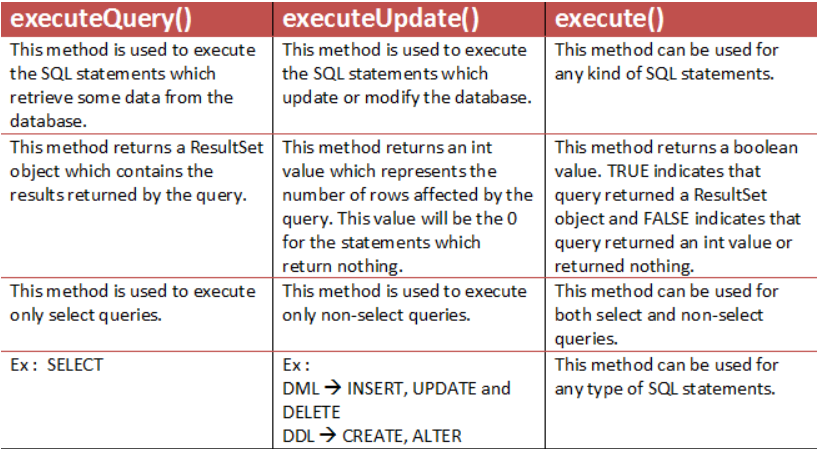 executeQuery()
executeUpdate()
execute()
This method is used to execute
the SQL statements which
retrieve some data from the
database.
This method is used to execute
the SQL statements which
update or modify the database.
This method can be used for
any kind of SQL statements.
This method returns a ResultSet
object which contains the
results returned by the query.
This method returns an int
value which represents the
number of rows affected by the
query. This value will be the 0
for the statements which
return nothing.
This method returns a boolean
value. TRUE indicates that
query returned a ResultSet
object and FALSE indicates that
query returned an int value or
returned nothing.
This method is used to execute
only select queries.
This method is used to execute
only non-select queries.
This method can be used for
both select and non-select
queries.
Ex : SELECT
Ex :
DML → INSERT, UPDATE and
DELETE
DDL → CREATE, ALTER
This method can be used for
any type of SQL statements.